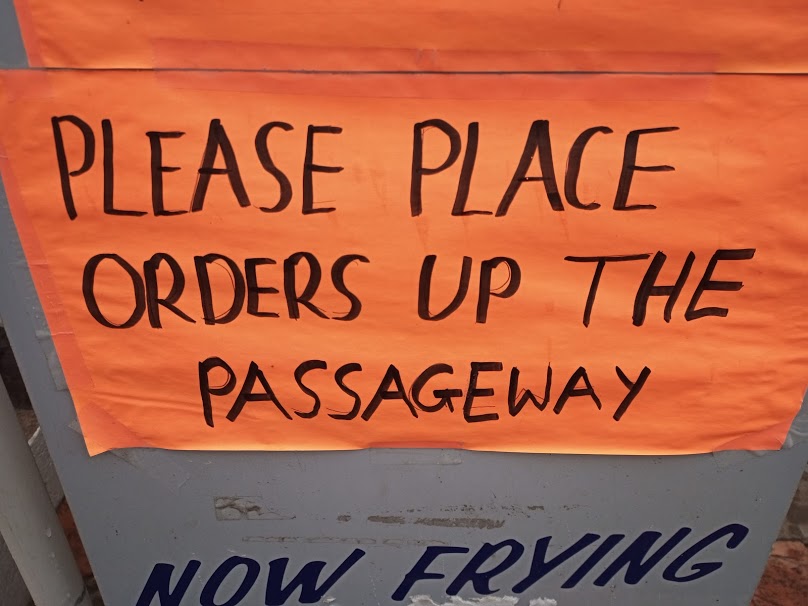 PLEASE PLACE
ORDERS UP THE
PASSAGEWAY
NOW FRYING